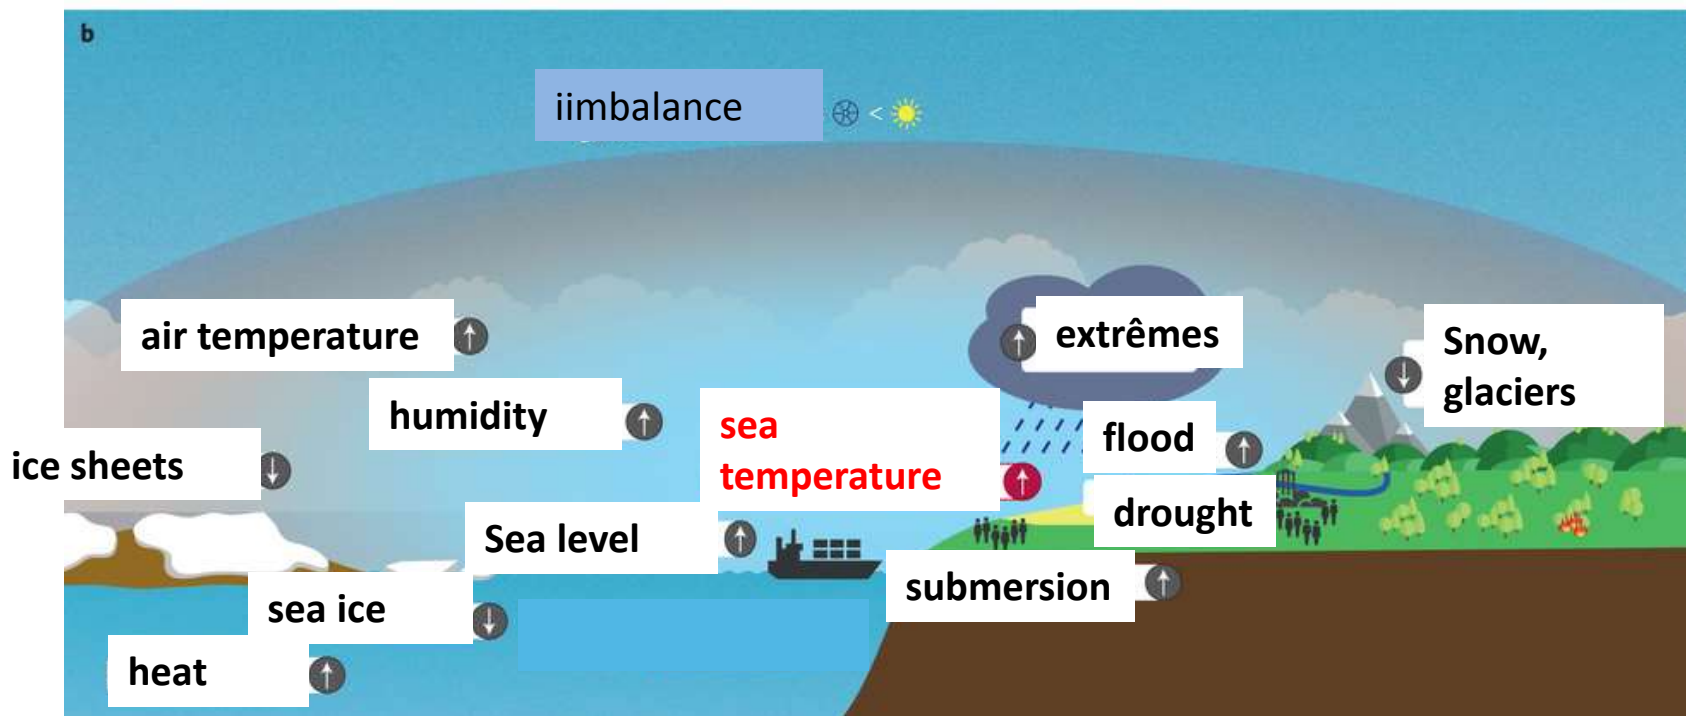 b
iimbalance
<
air temperature
extrêmes
Snow,
glaciers
humidity
sea
temperature
flood
ice sheets
drought
Sea level
submersion
sea ice
heat